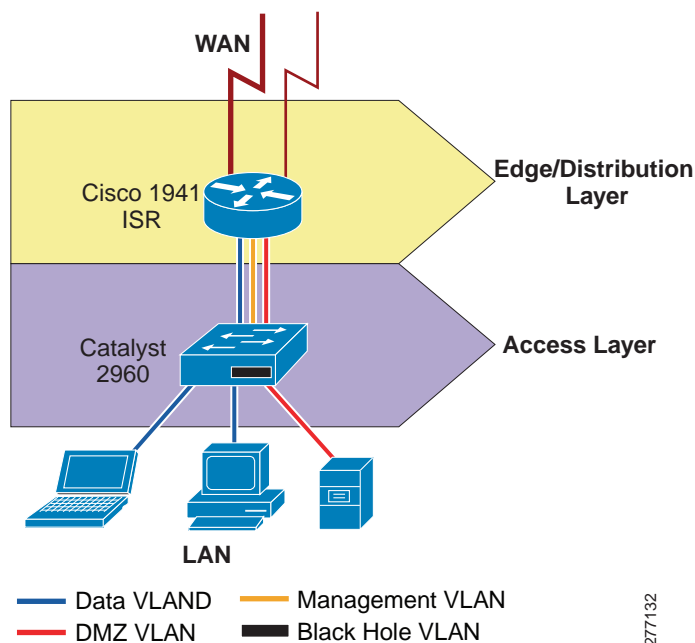 WAN
Cisco 1941
ISR
Edge/Distribution
Layer
Catalyst
2960
Access Layer
LAN
Data VLAND
Management VLAN
DMZ VLAN
Black Hole VLAN
277132